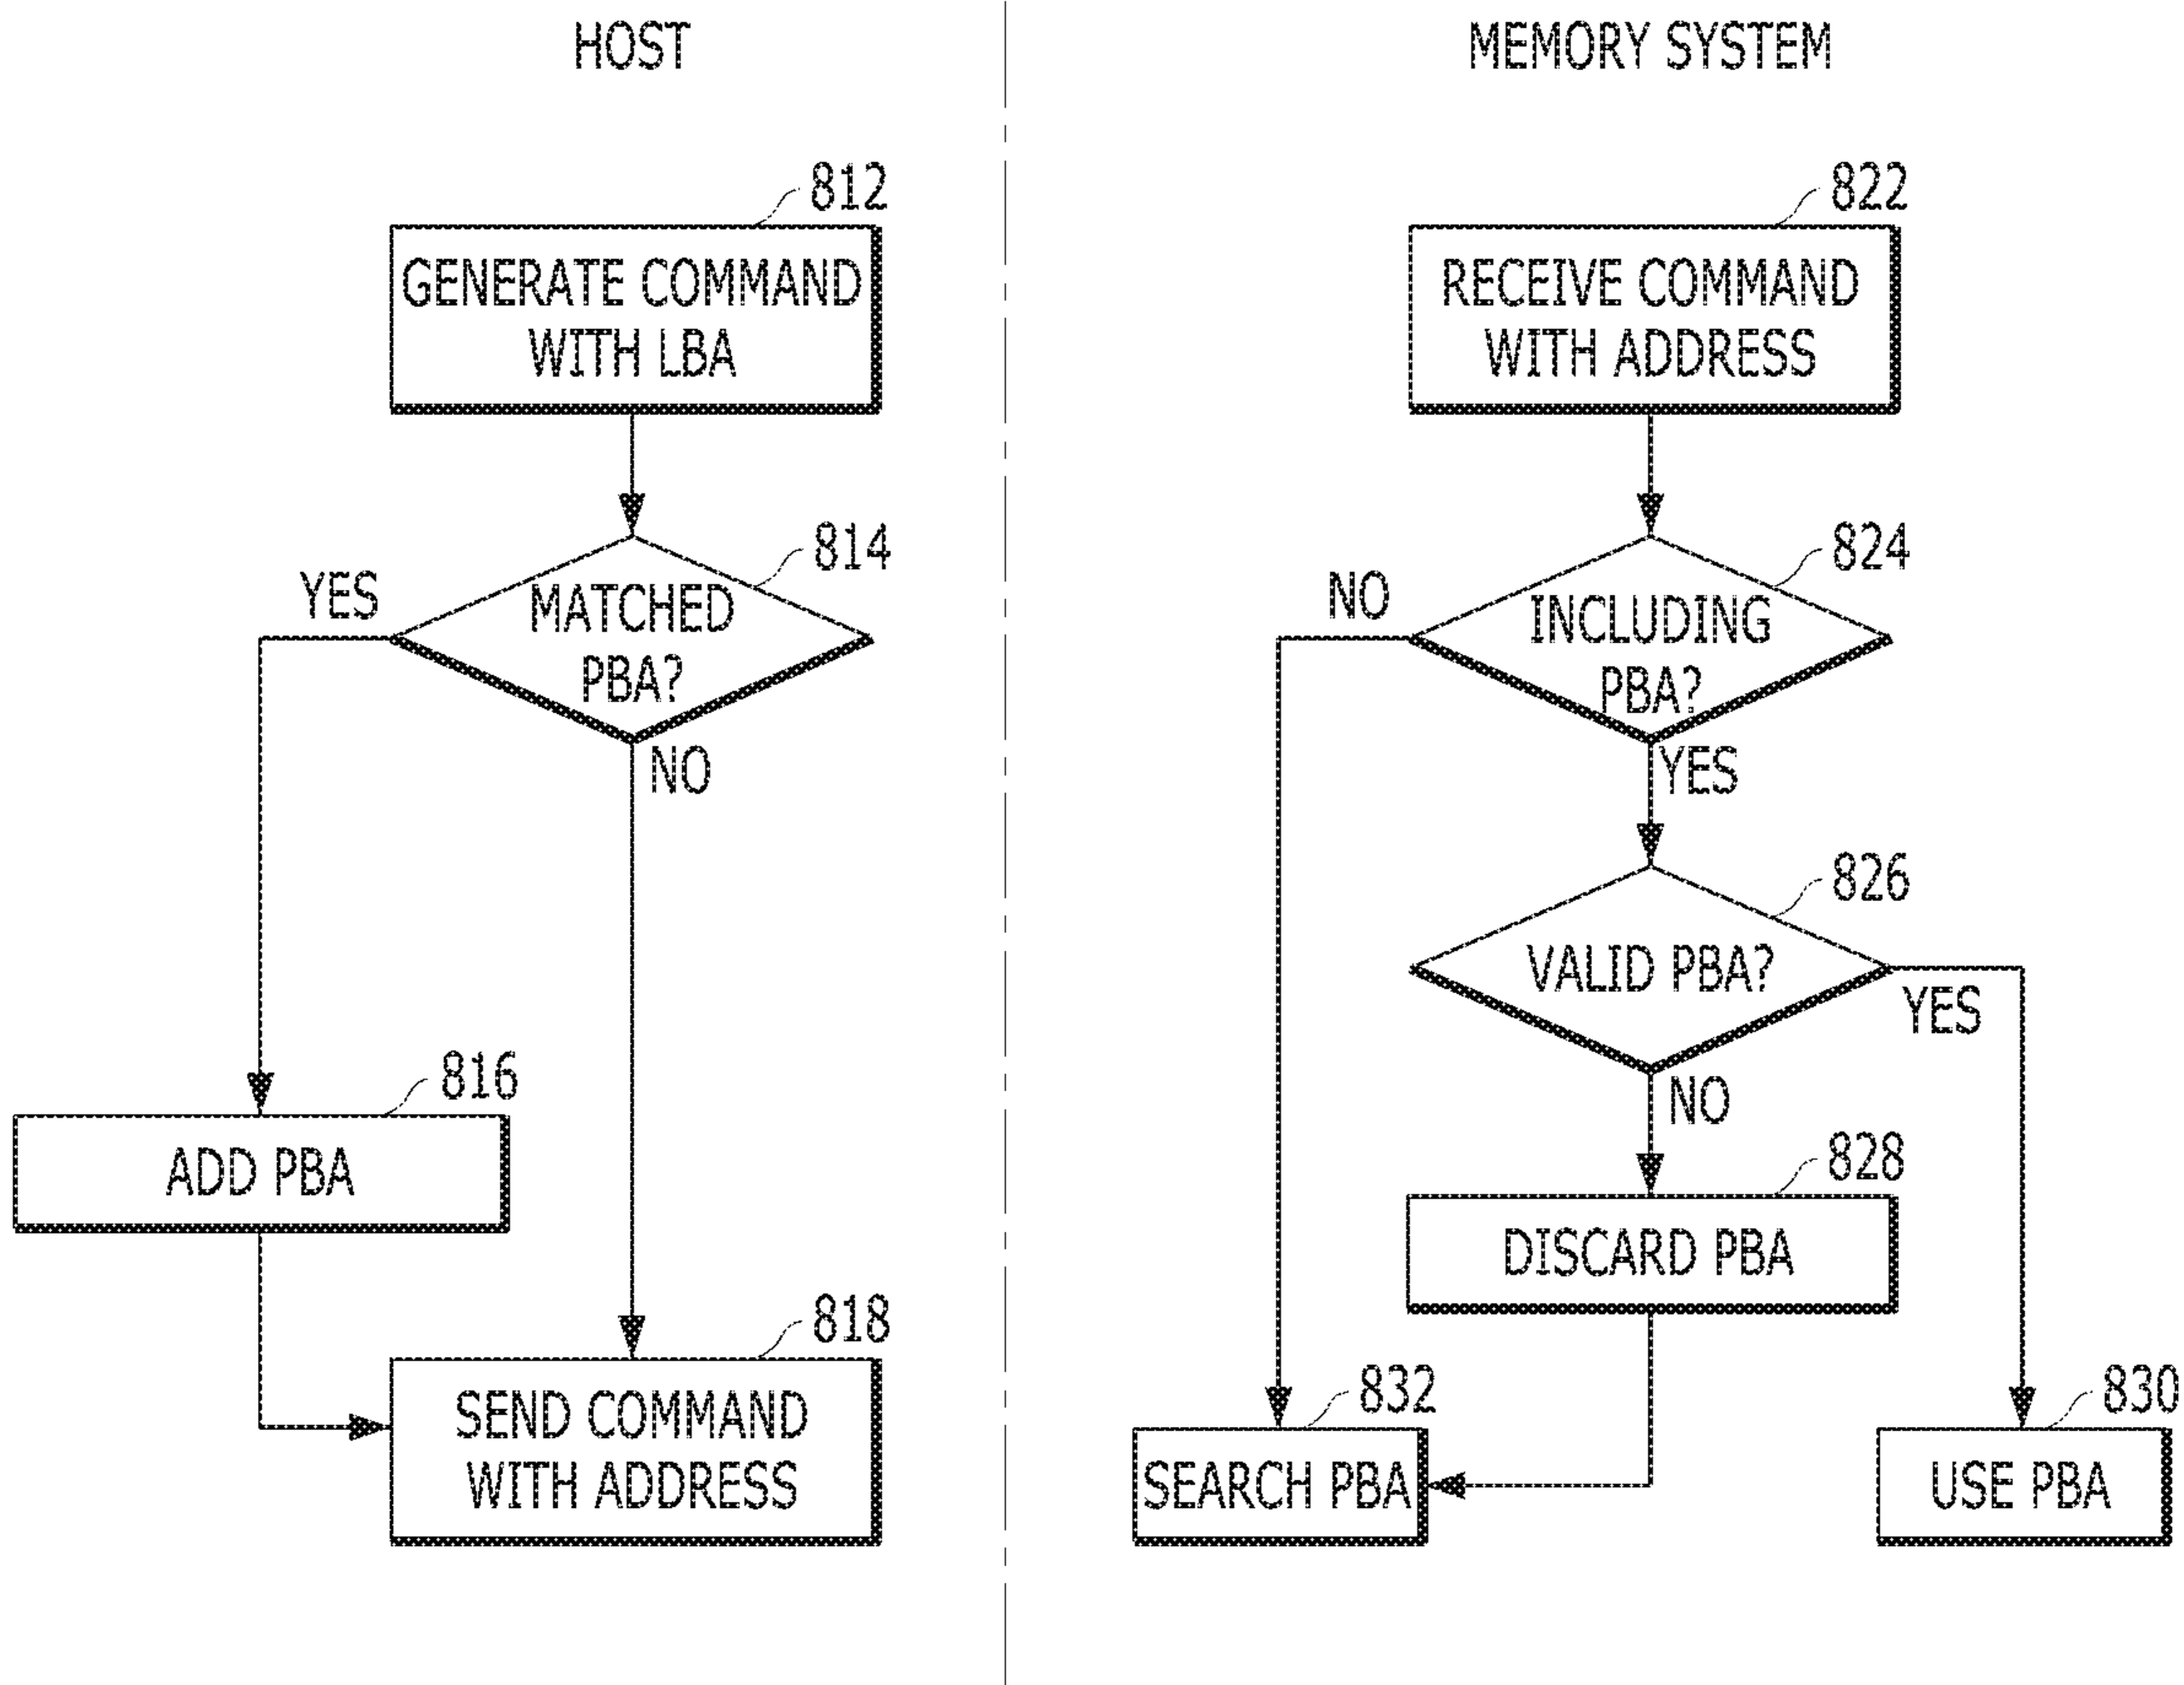 HOST
812
GENERATE COMMAND
WITH LBA
814
MATCHED
PBA?
YES
NO
816
ADD PBA
818
SEND COMMAND
WITH ADDRESS
MEMORY SYSTEM
822
RECEIVE COMMAND
WITH ADDRESS
824
INCLUDING
PBA?
NO
YES
826
VALID PBA?
YES
NO
828
DISCARD PBA
832
SEARCH PBA
830
USE PBA